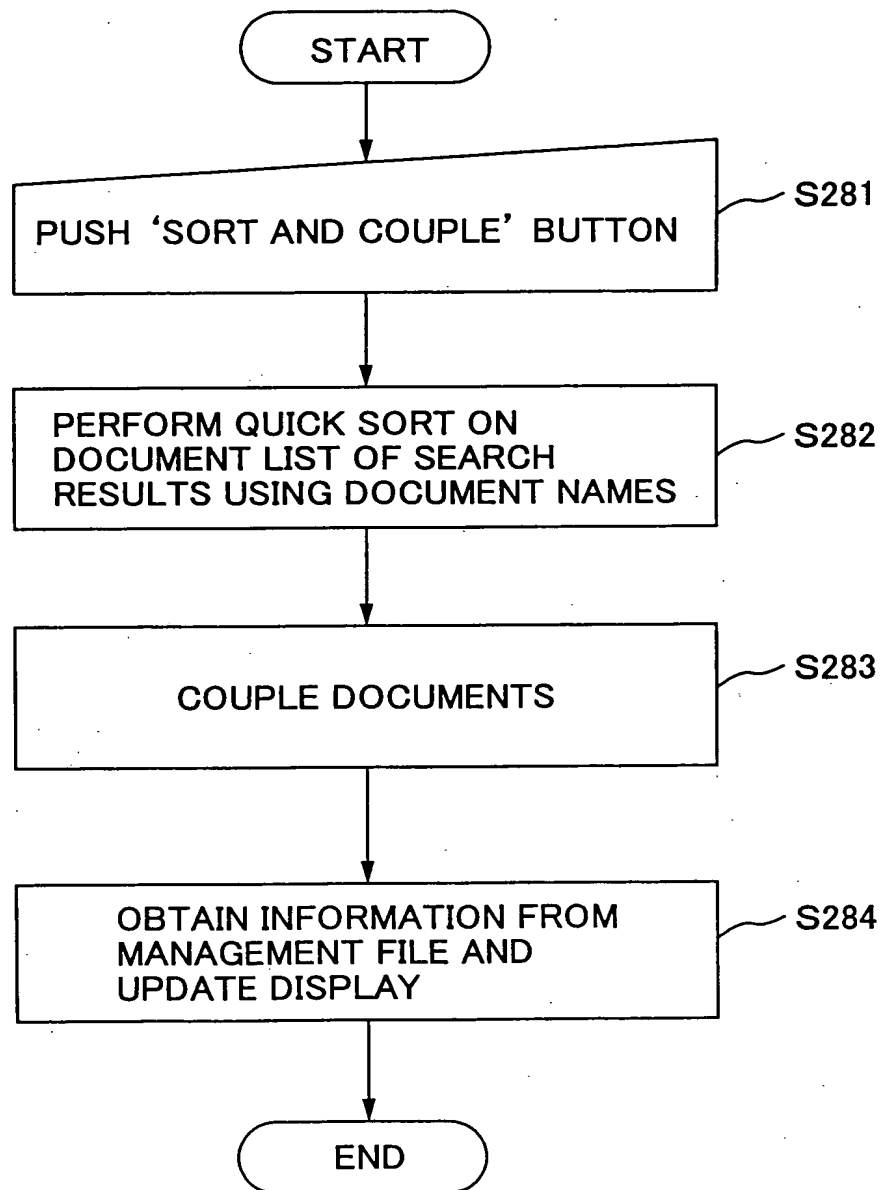 START
PUSH ‘SORT AND COUPLE’ BUTTON
S281
PERFORM QUICK SORT ON
DOCUMENT LIST OF SEARCH
RESULTS USING DOCUMENT NAMES
S282
COUPLE DOCUMENTS
S283
OBTAIN INFORMATION FROM
MANAGEMENT FILE AND
UPDATE DISPLAY
S284
END